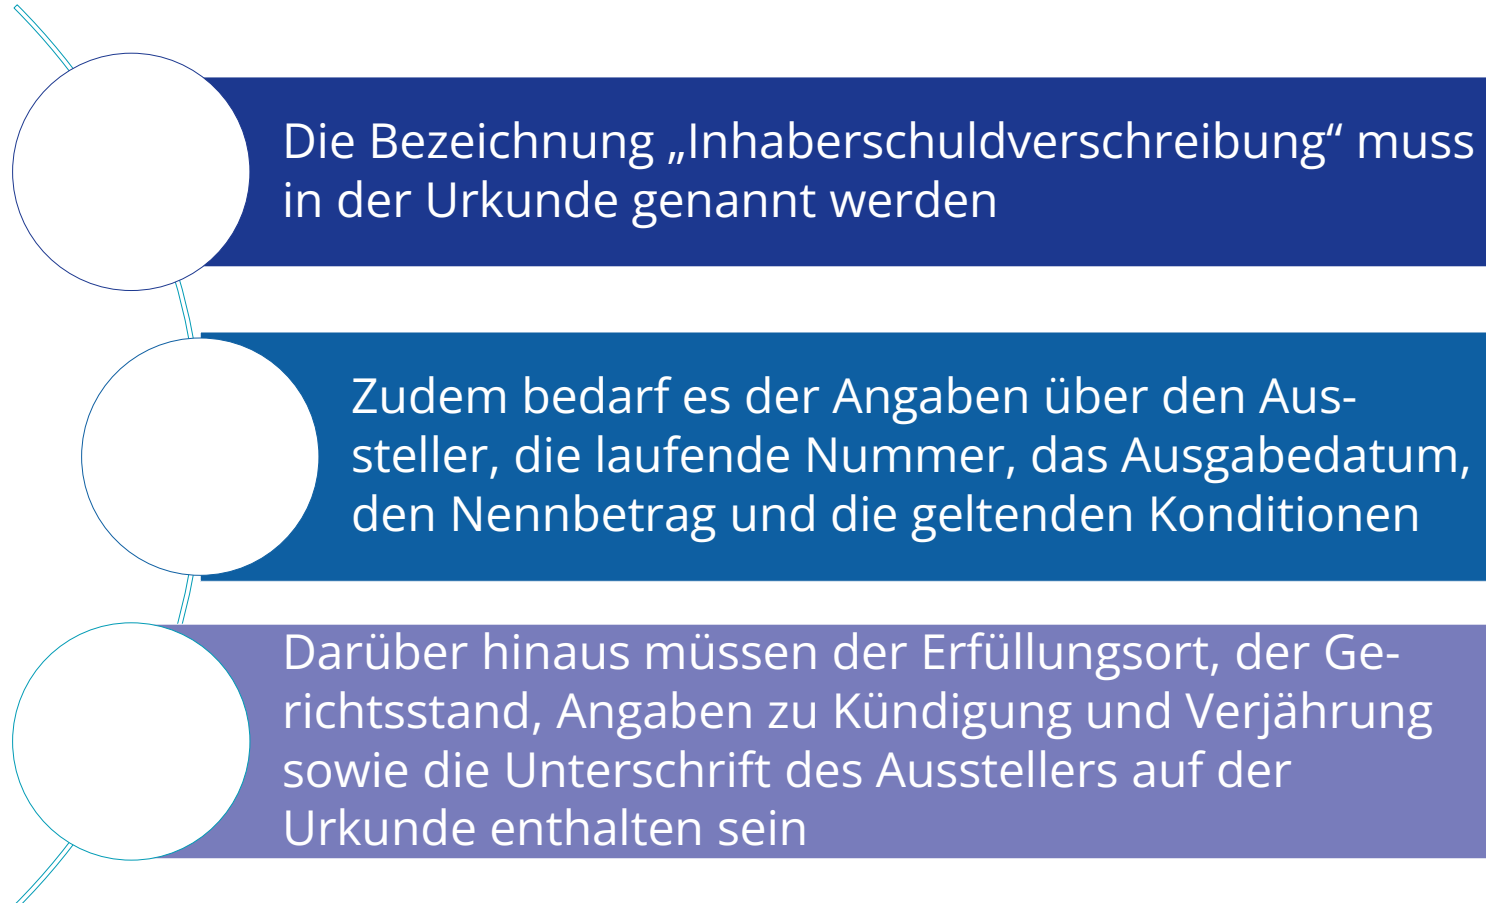 Die Bezeichnung „Inhaberschuldverschreibung“ muss
in der Urkunde genannt werden
Zudem bedarf es der Angaben über den Aus-
steller, die laufende Nummer, das Ausgabedatum,
den Nennbetrag und die geltenden Konditionen
Darüber hinaus müssen der Erfüllungsort, der Ge-
richtsstand, Angaben zu Kündigung und Verjährung
sowie die Unterschrift des Ausstellers auf der
Urkunde enthalten sein